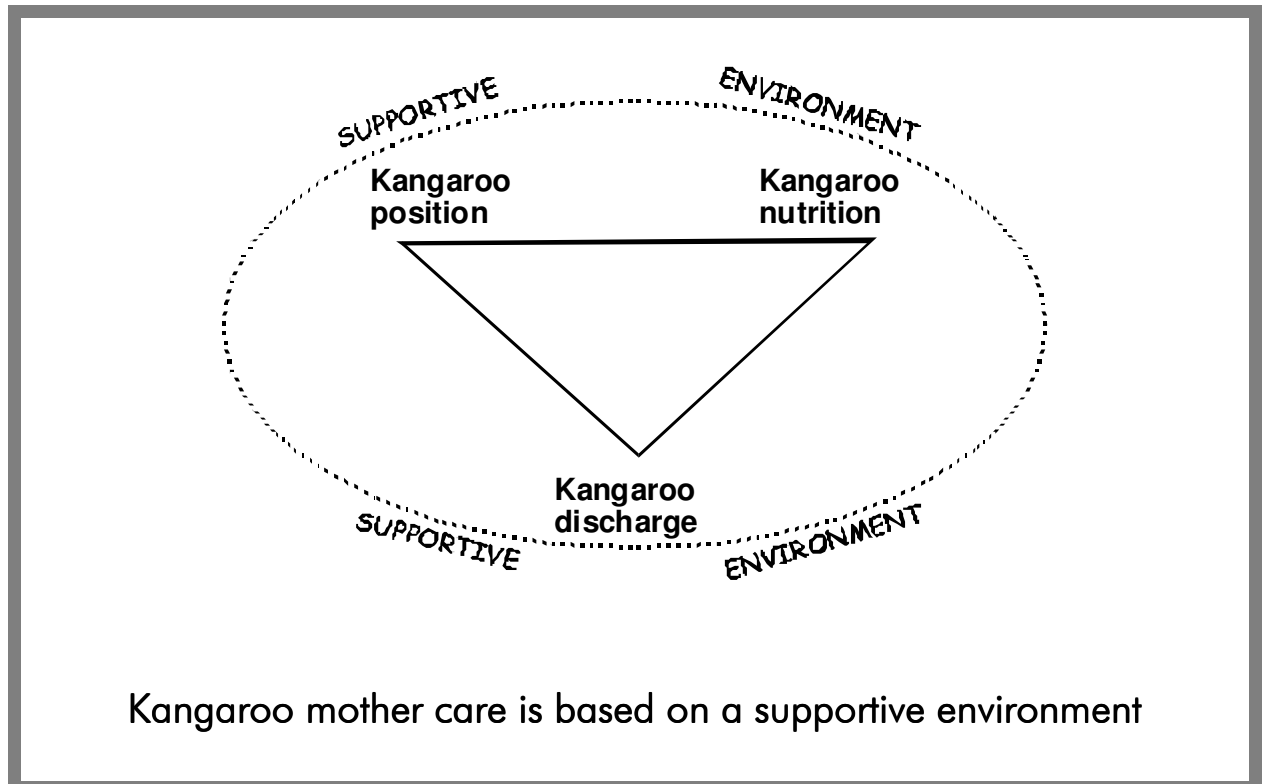 SUPPORTIVE ENVIRONMENT
Kangaroo
position
Kangaroo
nutrition
Kangaroo
discharge
SUPPORTIVE ENVIRONMENT
Kangaroo mother care is based on a supportive environment